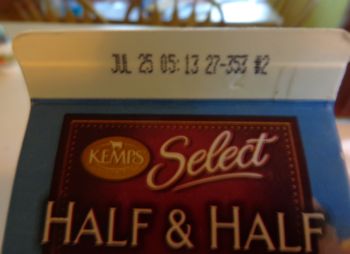 JUL 25 05:13 27-353 #2
KEMPS
Select
HALF & HALF